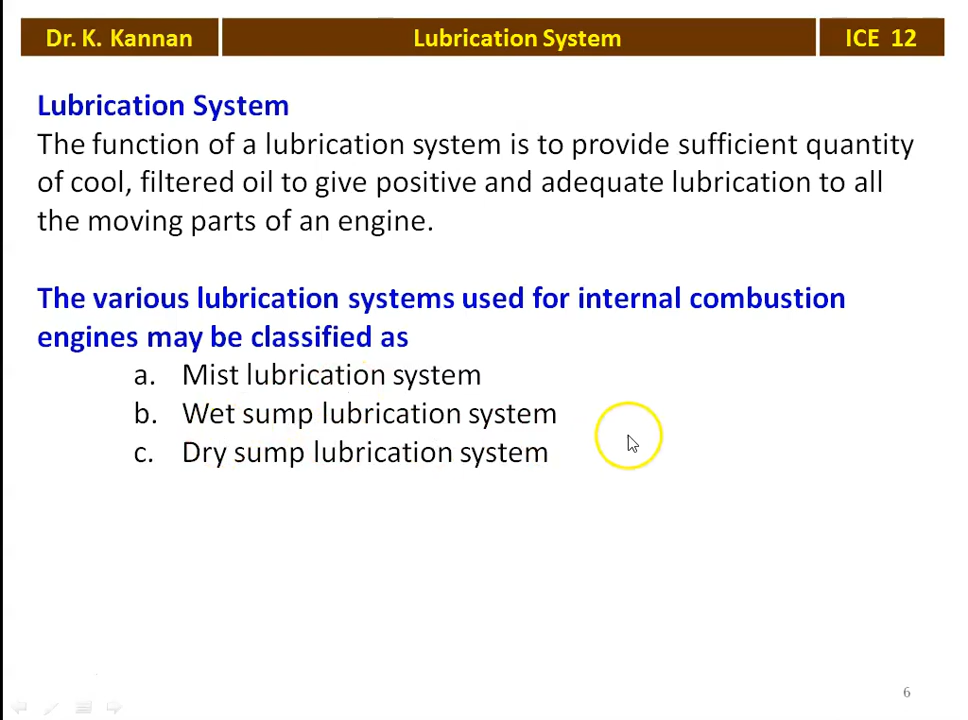 Dr. K. Kannan
Lubrication System
ICE 12
Lubrication System
The function of a lubrication system is to provide sufficient quantity
of cool, filtered oil to give positive and adequate lubrication to all
the moving parts of an engine.
The various lubrication systems used for internal combustion
engines may be classified as
a. Mist lubrication system
b. Wet sump lubrication system
c. Dry sump lubrication system
6